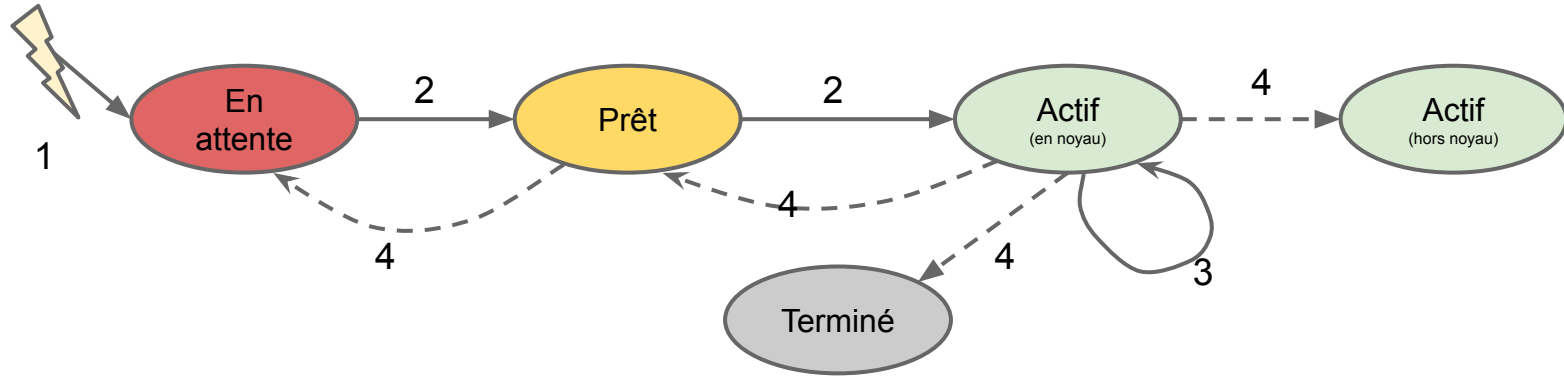 1
En
attente
2
Prêt
2
Actif
(en noyau)
4
Actif
(hors noyau)
4
4
4
3
Terminé